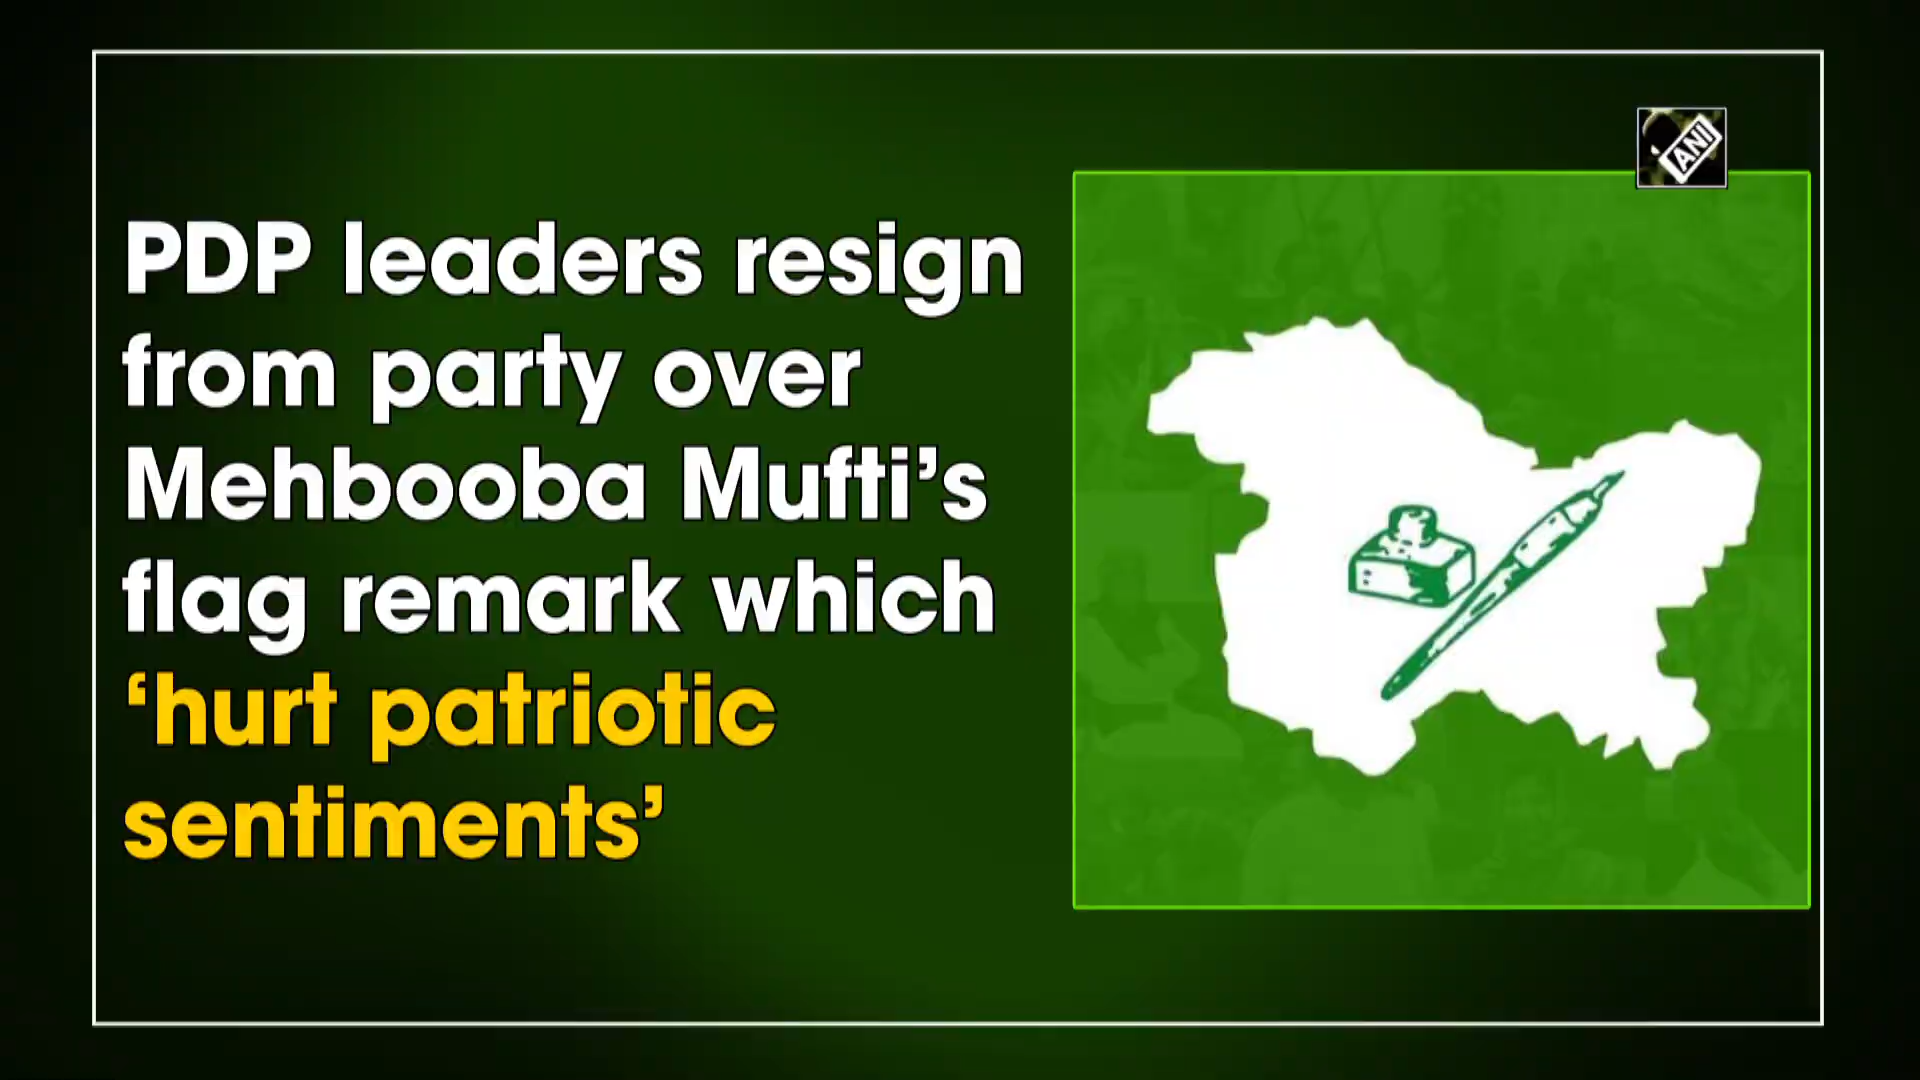 ANI
PDP leaders resign
from party over
Mehbooba Mufti’s
flag remark which
‘hurt patriotic
sentiments’